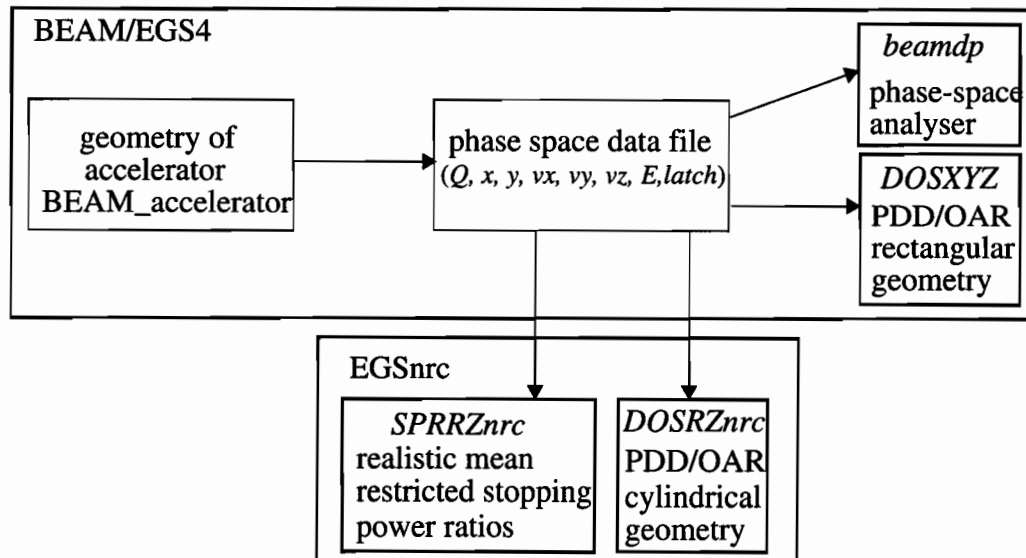 BEAM/EGS4
geometry of
accelerator
BEAM_accelerator
phase space data file
(Q, x, y, vx, vy, vz, E,latch)
beamdp
phase-space
analyser
DOSXYZ
PDD/OAR
rectangular
geometry
EGSnrc
SPRRZnrc
realistic mean
restricted stopping
power ratios
DOSRZnrc
PDD/OAR
cylindrical
geometry